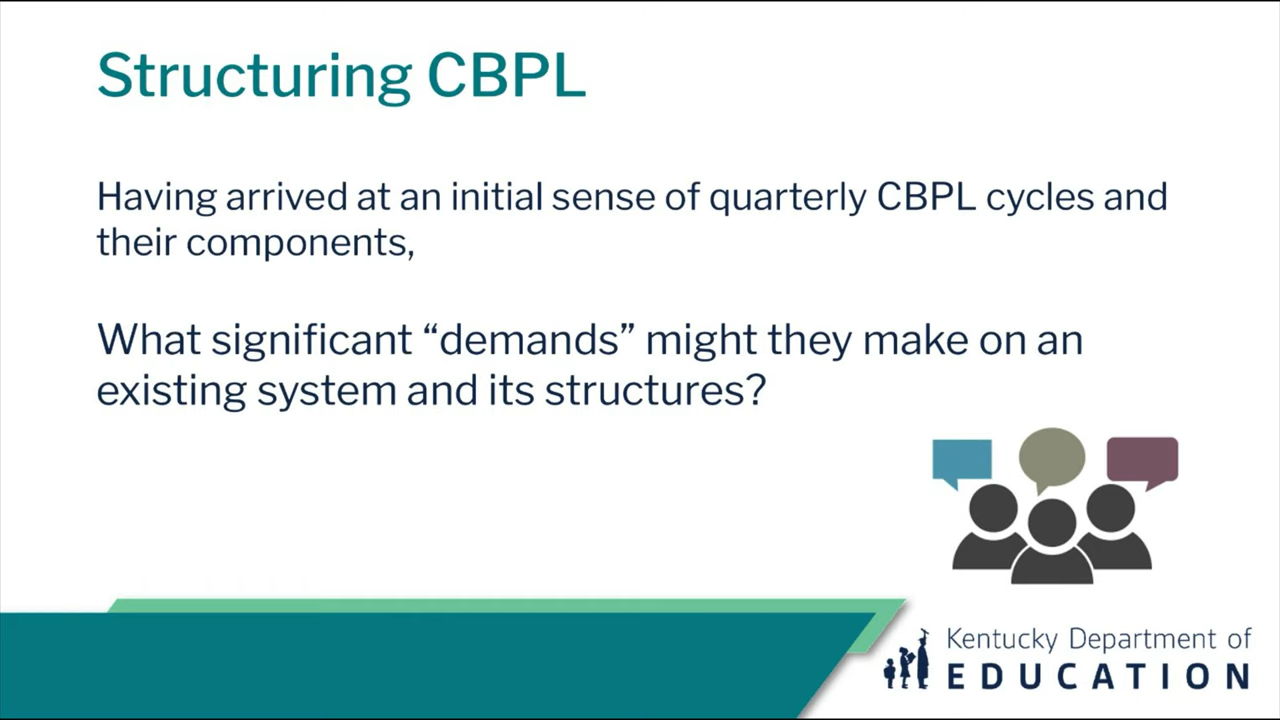 Structuring CBPL
Having arrived at an initial sense of quarterly CBPL cycles and
their components,
What significant “demands” might they make on an
existing system and its structures?
Kentucky Department of
EDUCATION